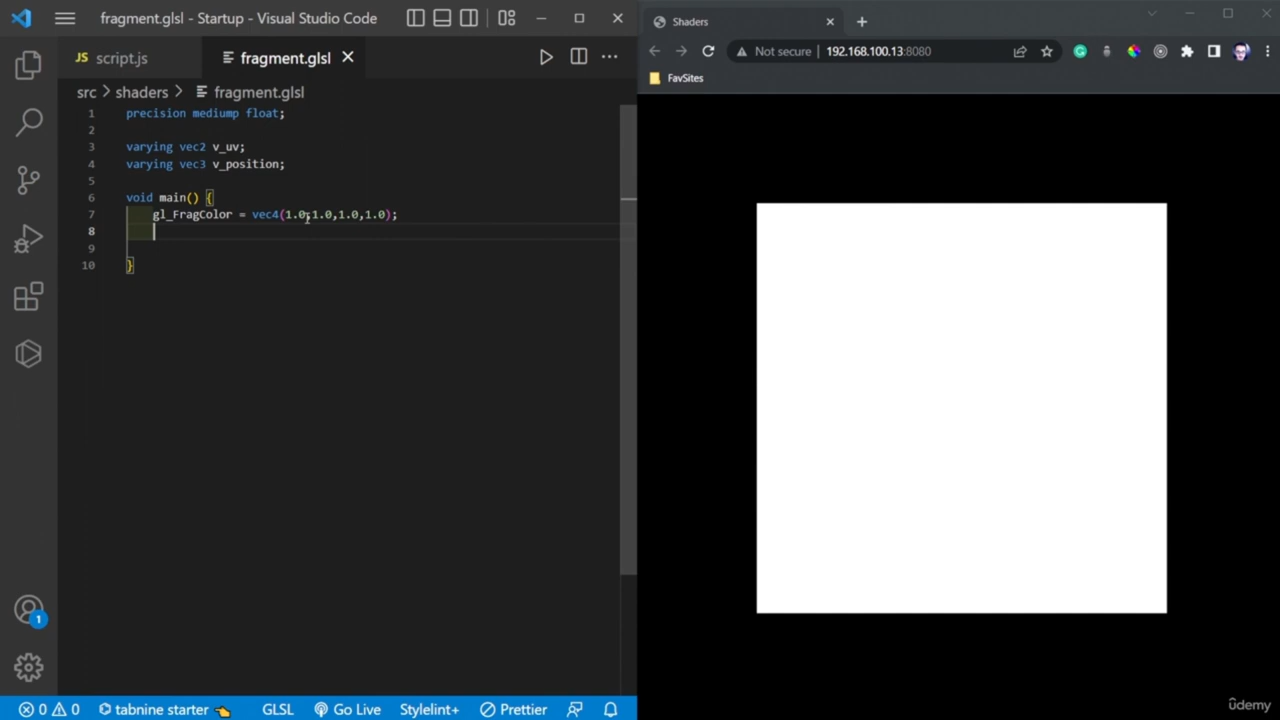 fragment.glsl - Startup - Visual Studio Code
JS script.js
fragment.glsl
src > shaders > fragment.glsl
1 precision mediump float;
2
3 varying vec2 v_uv;
4 varying vec3 v_position;
5
6 void main() {
7 gl_FragColor = vec4(1.0,1.0,1.0,1.0);
8
9
10 }
1
0 0 tabnine starter GLSL Go Live Stylelint+ Prettier
Shaders
Not secure 192.168.100.13:8080
FavSites
ûdemy